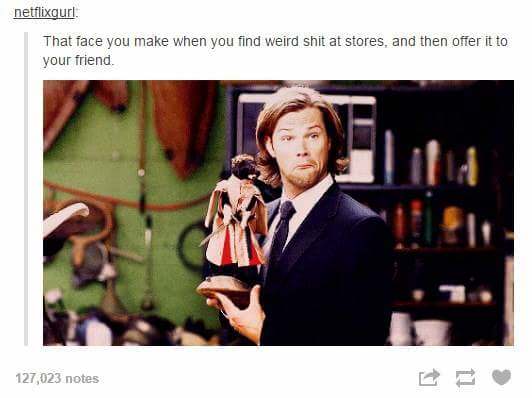 netflixgurl:
That face you make when you find weird shit at stores, and then offer it to
your friend.
127,023 notes